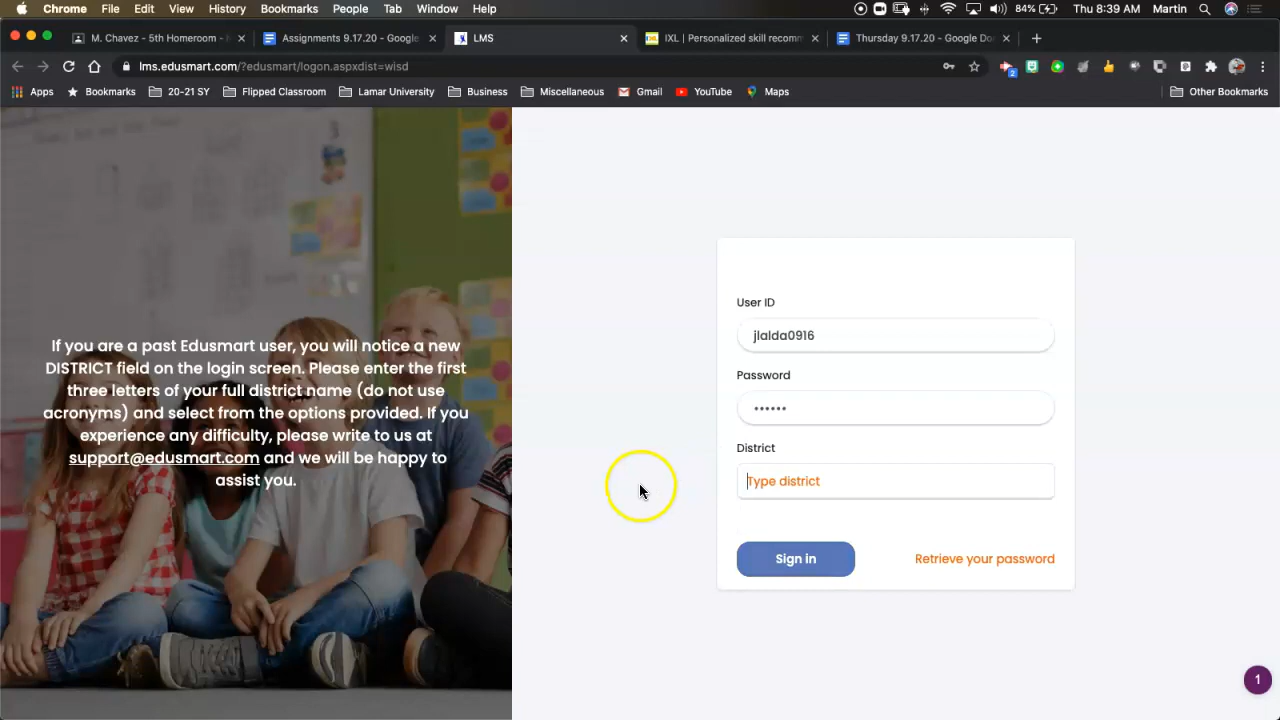 Chrome File Edit View History Bookmarks People Tab Window Help 84% Thu 8:39 AM Martin
M. Chavez - 5th Homeroom - Assignments 9.17.20 - Google LMS IXL | Personalized skill recomm Thursday 9.17.20 - Google Do
lms.edusmart.com/?edusmart/logon.aspxdist=wisd
Apps Bookmarks 20-21 SY Flipped Classroom Lamar University Business Miscellaneous Gmail YouTube Maps Other Bookmarks
If you are a past Edusmart user, you will notice a new
DISTRICT field on the login screen. Please enter the first
three letters of your full district name (do not use
acronyms) and select from the options provided. If you
experience any difficulty, please write to us at
support@edusmart.com and we will be happy to
assist you.
User ID
jlalda0916
Password
••••••
District
Type district
Sign in Retrieve your password
1